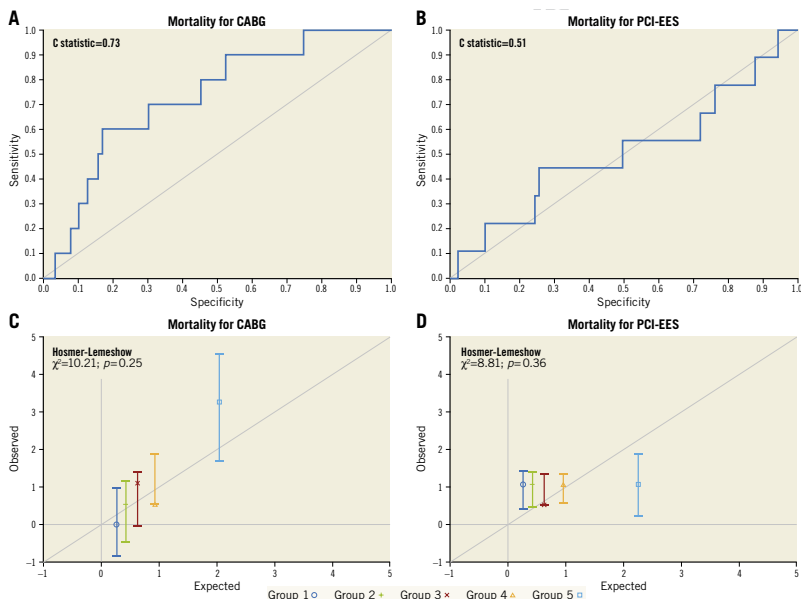 A
Mortality for CABG
C statistic=0.73
1.0
0.9
0.8
0.7
0.6
0.5
0.4
0.3
0.2
0.1
0.0
Sensitivity
0.0 0.1 0.2 0.3 0.4 0.5 0.6 0.7 0.8 0.9 1.0
Specificity
B
Mortality for PCI-EES
C statistic=0.51
1.0
0.9
0.8
0.7
0.6
0.5
0.4
0.3
0.2
0.1
0.0
Sensitivity
0.0 0.1 0.2 0.3 0.4 0.5 0.6 0.7 0.8 0.9 1.0
Specificity
C
Mortality for CABG
Hosmer-Lemeshow
χ²=10.21; p=0.25
5
4
3
2
1
0
−1
Observed
−1 0 1 2 3 4 5
Expected
D
Mortality for PCI-EES
Hosmer-Lemeshow
χ²=8.81; p=0.36
5
4
3
2
1
0
−1
Observed
−1 0 1 2 3 4 5
Expected
Group 1 Group 2 Group 3 Group 4 Group 5